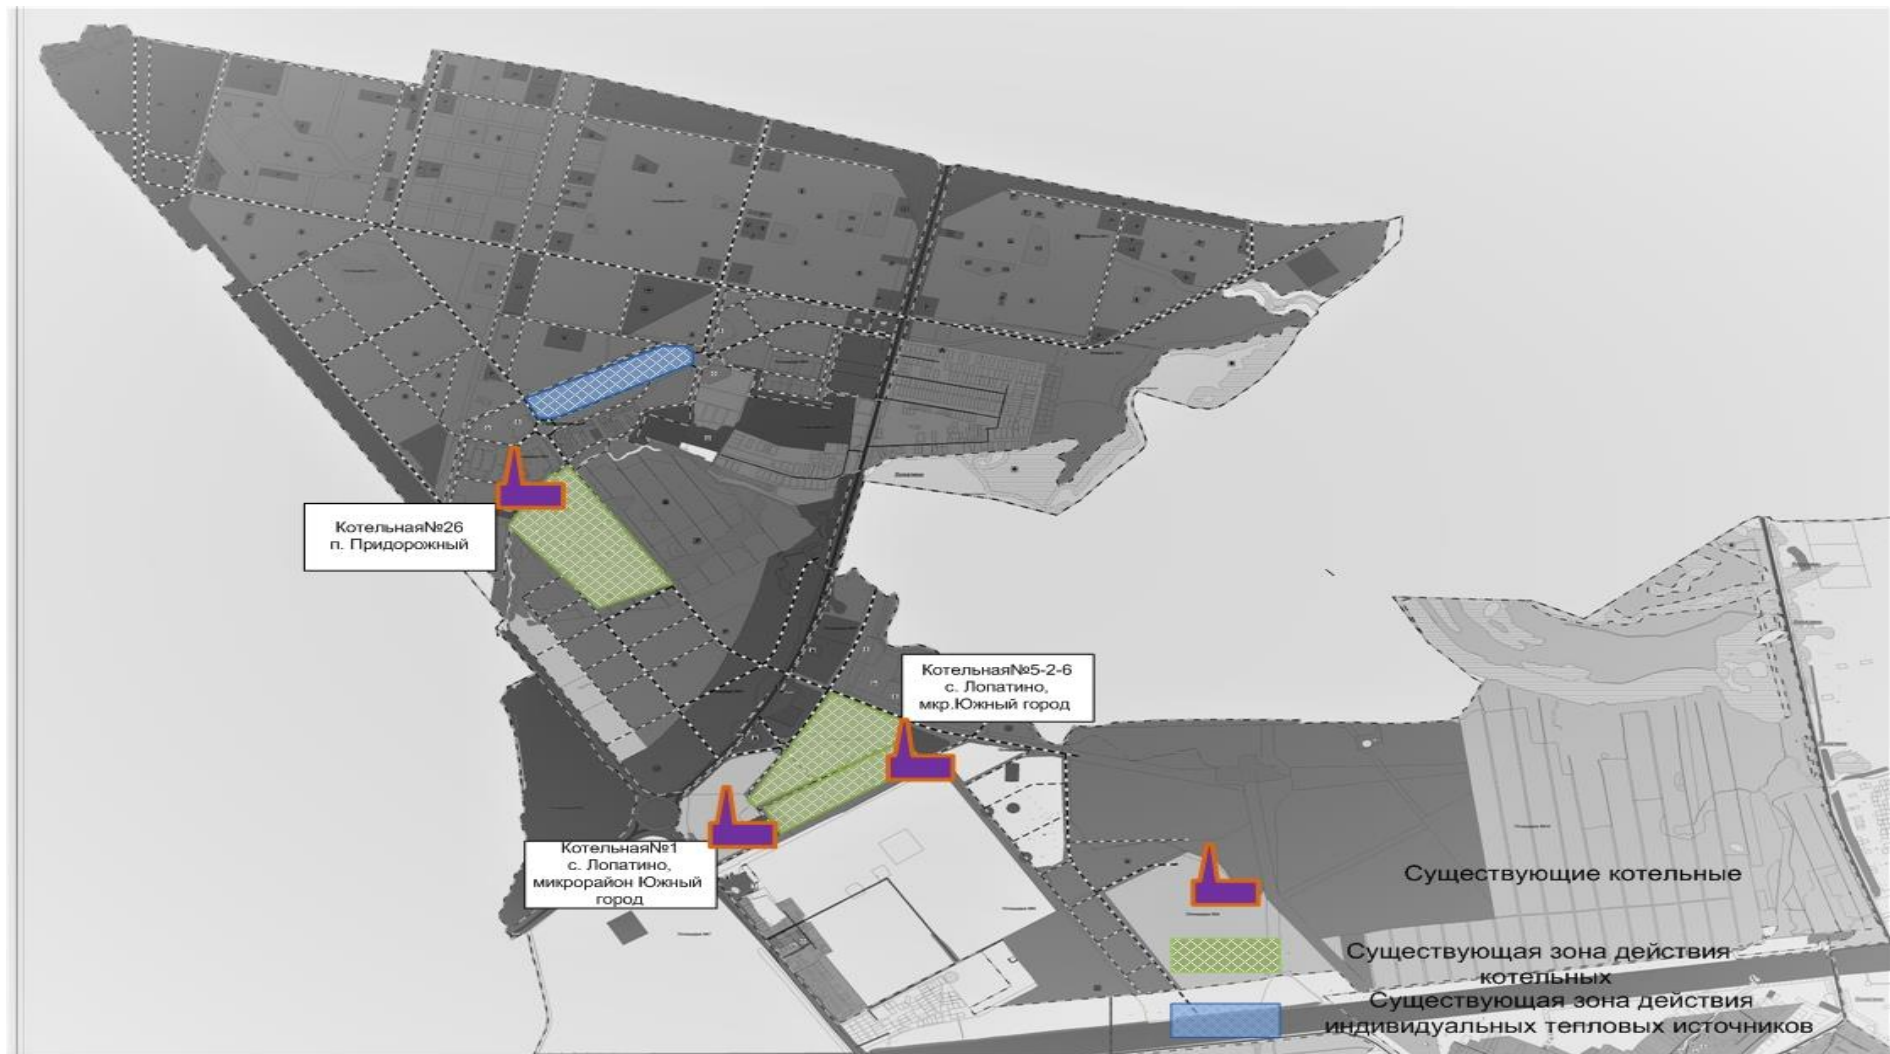 Котельная№26
п. Придорожный
Котельная№5-2-6
с. Лопатино,
мкр.Южный город
Котельная№1
с. Лопатино,
микрорайон Южный
город
Существующие котельные
Существующая зона действия
котельных
Существующая зона действия
индивидуальных тепловых источников